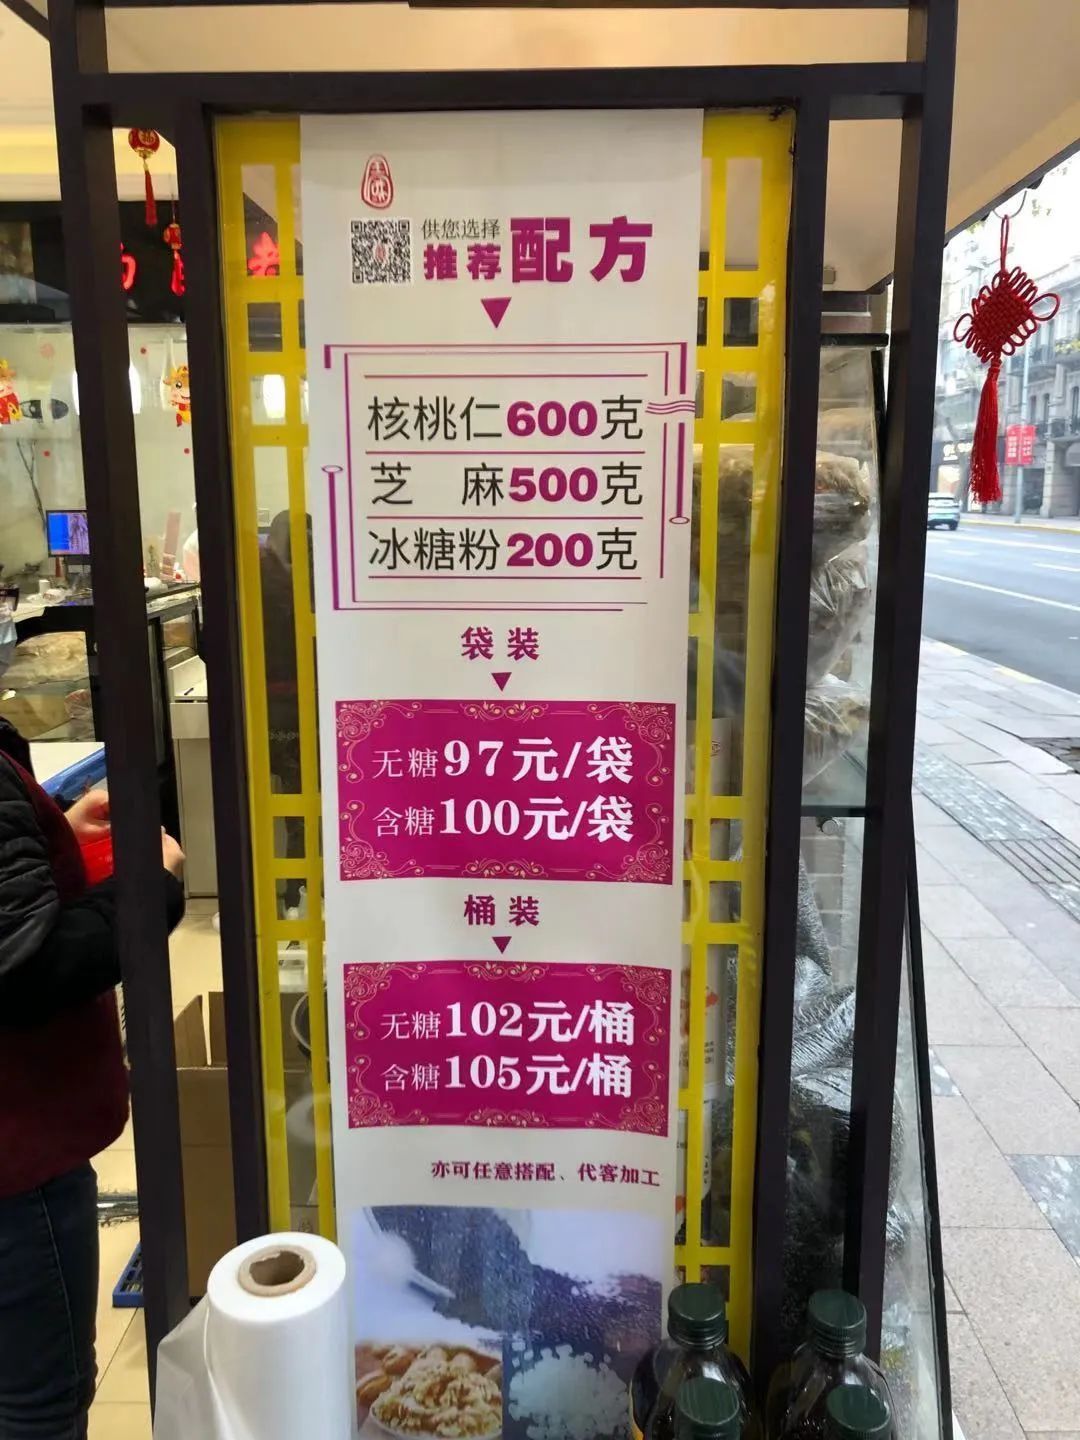 供您选择
推荐配方
核桃仁600克
芝 麻500克
冰糖粉200克
袋装
无糖97元/袋
含糖100元/袋
桶装
无糖102元/桶
含糖105元/桶
亦可任意搭配、代客加工